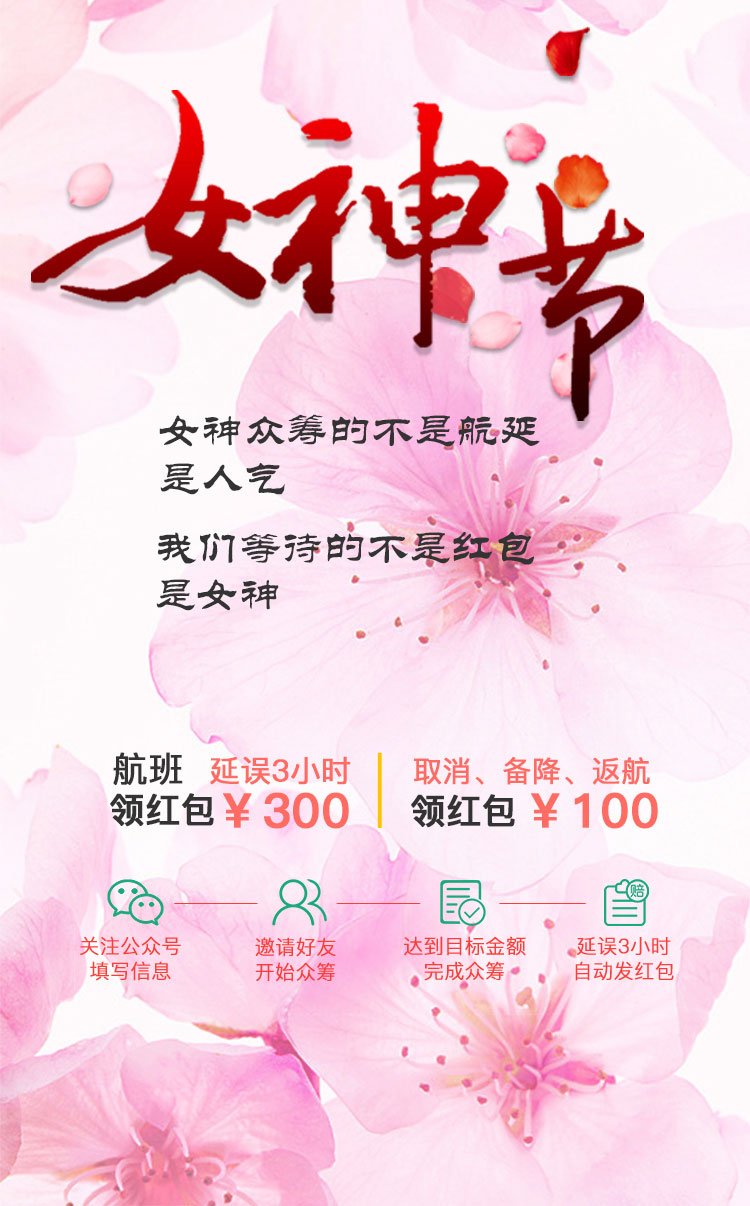 女神节
女神众筹的不是航延
是人气
我们等待的不是红包
是女神
航班 延误3小时
领红包￥300
取消、备降、返航
领红包￥100
关注公众号
填写信息
邀请好友
开始众筹
达到目标金额
完成众筹
赔
延误3小时
自动发红包